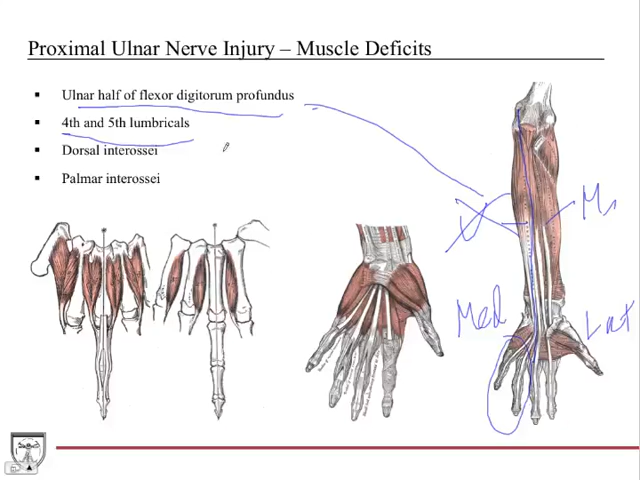 Proximal Ulnar Nerve Injury – Muscle Deficits
Ulnar half of flexor digitorum profundus
4th and 5th lumbricals
Dorsal interossei
Palmar interossei
Med
Lat